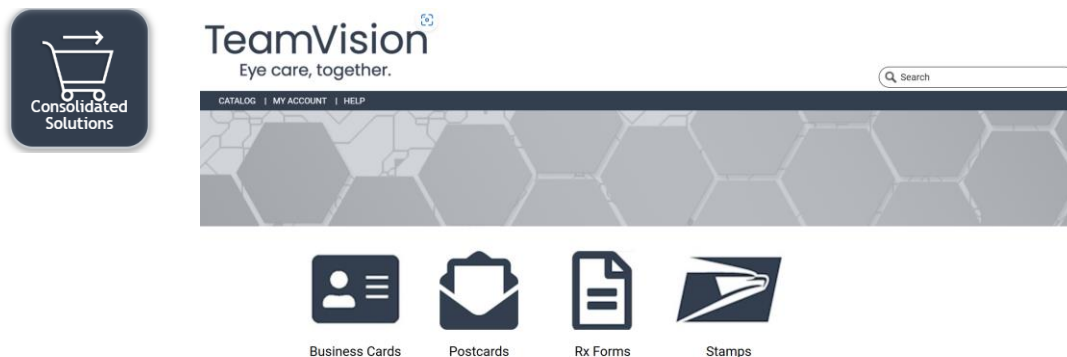 Consolidated
Solutions
TeamVision
Eye care, together.
Search
CATALOG | MY ACCOUNT | HELP
Business Cards
Postcards
Rx Forms
Stamps